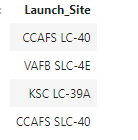 Launch_Site
CCAFS LC-40
VAFB SLC-4E
KSC LC-39A
CCAFS SLC-40